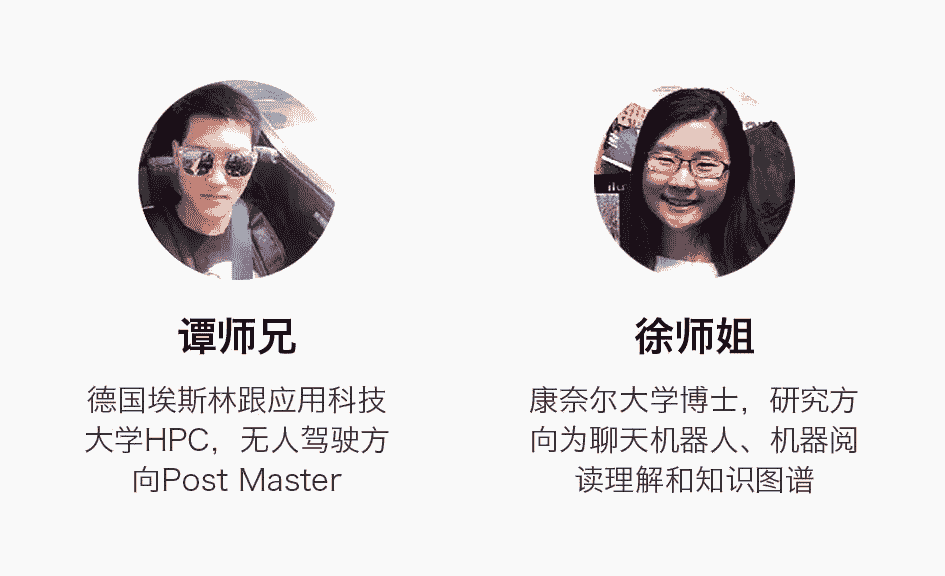 谭师兄
德国埃斯林跟应用科技
大学HPC，无人驾驶方
向Post Master
徐师姐
康奈尔大学博士，研究方
向为聊天机器人、机器阅
读理解和知识图谱